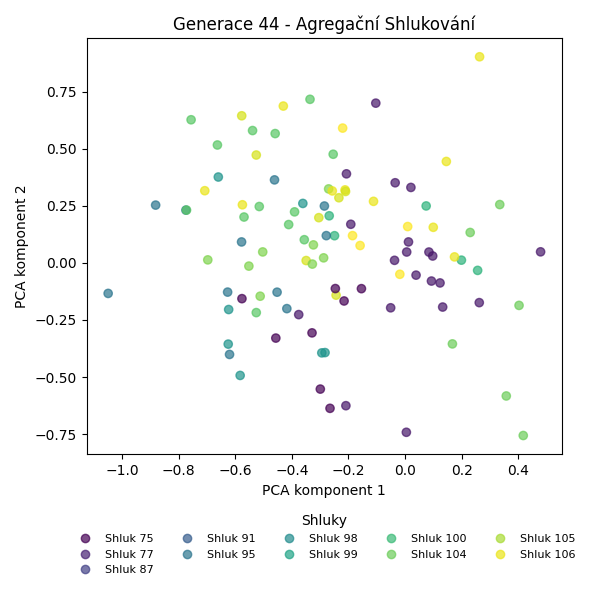 Generace 44 - Agregační Shlukování
PCA komponent 2
0.75
0.50
0.25
0.00
−0.25
−0.50
−0.75
−1.0 −0.8 −0.6 −0.4 −0.2 0.0 0.2 0.4
PCA komponent 1
Shluky
Shluk 75 Shluk 91 Shluk 98 Shluk 100 Shluk 105
Shluk 77 Shluk 95 Shluk 99 Shluk 104 Shluk 106
Shluk 87